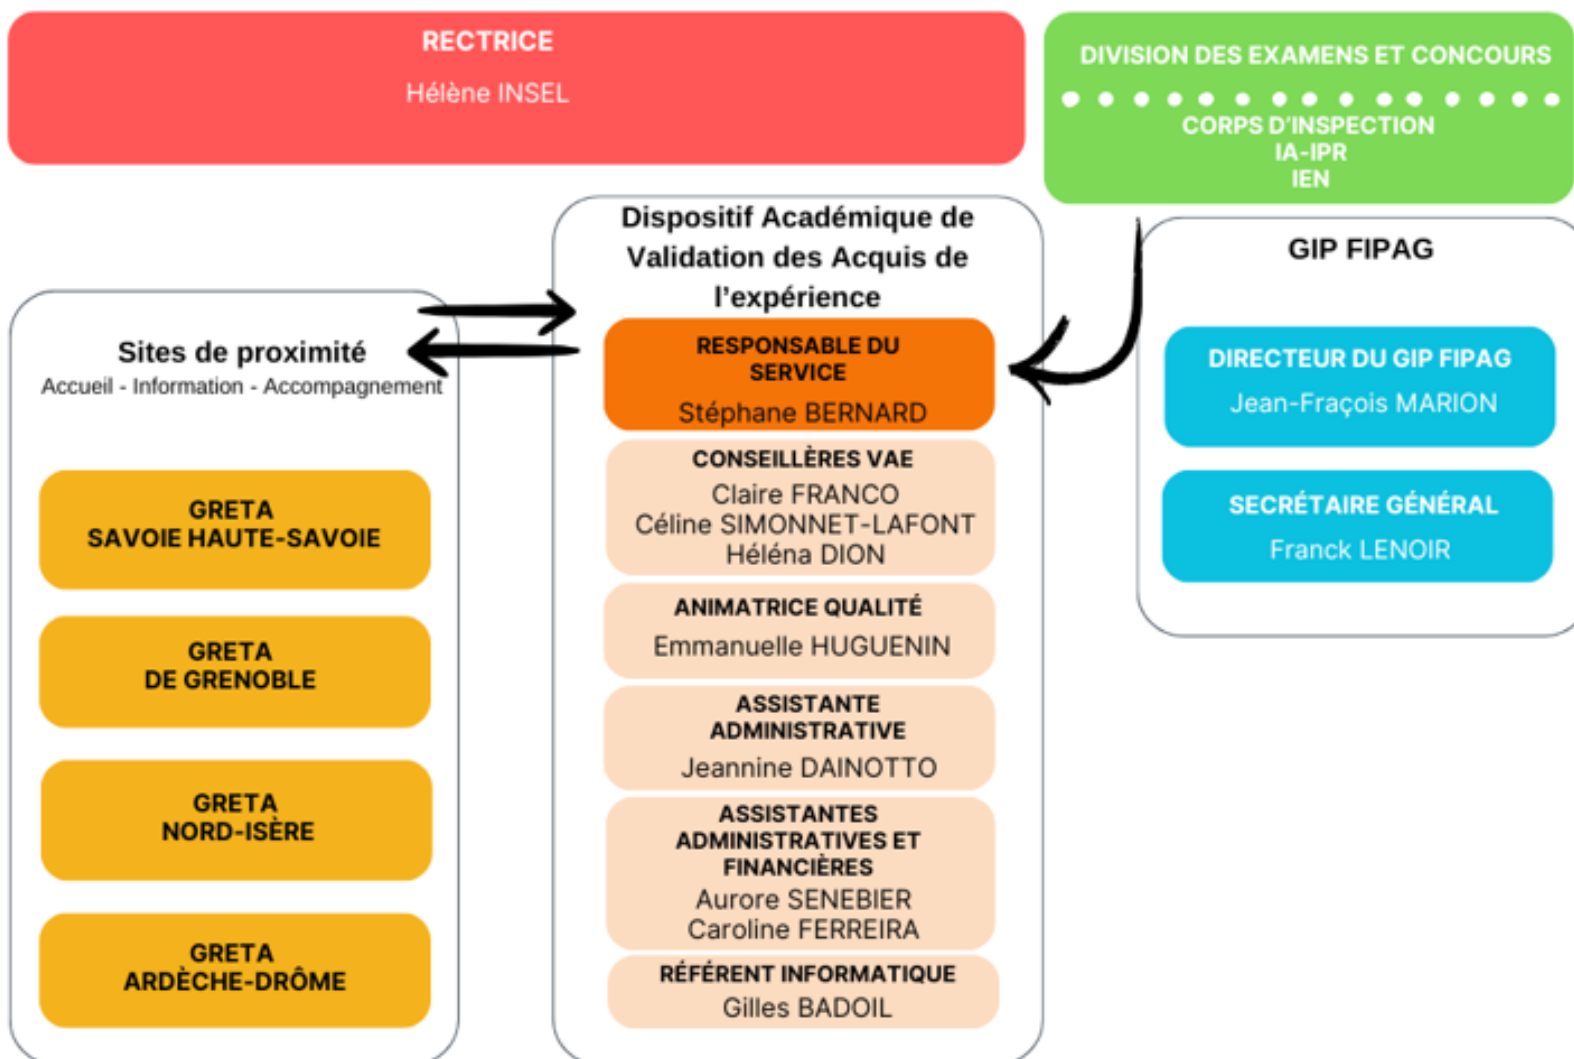 RECTRICE
Hélène INSEL
DIVISION DES EXAMENS ET CONCOURS
CORPS D'INSPECTION
IA-IPR
IEN
Sites de proximité
Accueil - Information - Accompagnement
GRETA
SAVOIE HAUTE-SAVOIE
GRETA
DE GRENOBLE
GRETA
NORD-ISÈRE
GRETA
ARDÈCHE-DRÔME
Dispositif Académique de
Validation des Acquis de
l'expérience
RESPONSABLE DU
SERVICE
Stéphane BERNARD
CONSEILLÈRES VAE
Claire FRANCO
Céline SIMONNET-LAFONT
Héléna DION
ANIMATRICE QUALITÉ
Emmanuelle HUGUENIN
ASSISTANTE
ADMINISTRATIVE
Jeannine DAINOTTO
ASSISTANTES
ADMINISTRATIVES ET
FINANCIÈRES
Aurore SENEBIER
Caroline FERREIRA
RÉFÉRENT INFORMATIQUE
Gilles BADOIL
GIP FIPAG
DIRECTEUR DU GIP FIPAG
Jean-Fraçois MARION
SECRÉTAIRE GÉNÉRAL
Franck LENOIR